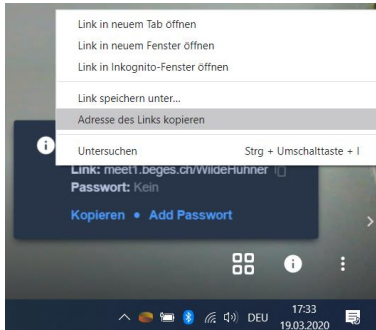 Link in neuem Tab öffnen
Link in neuem Fenster öffnen
Link in Inkognito-Fenster öffnen
Link speichern unter...
Adresse des Links kopieren
Untersuchen Strg + Umschalttaste + I
Link: meet1.beges.ch/WildeHühner
Passwort: Kein
Kopieren • Add Passwort
DEU
17:33
19.03.2020